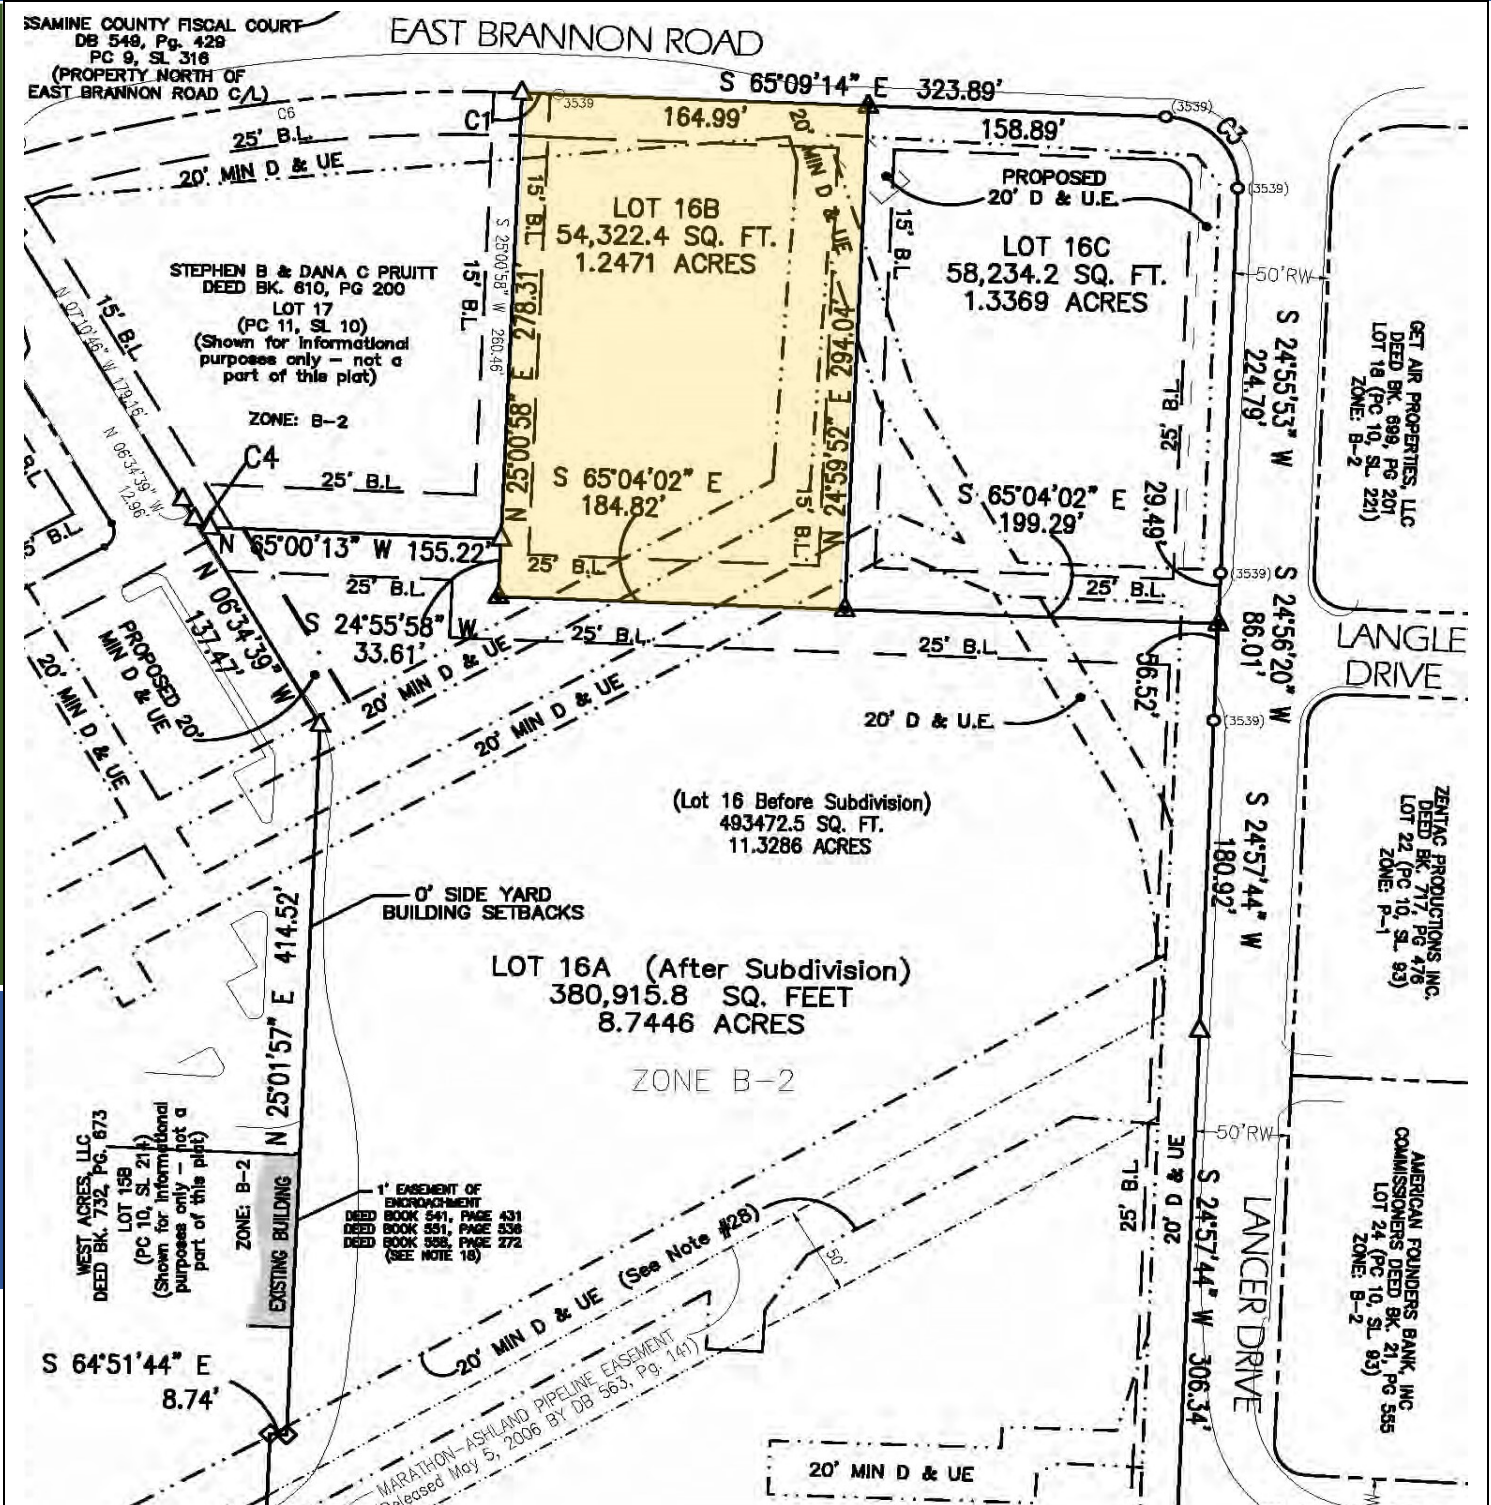 SSAMINE COUNTY FISCAL COURT
DB 549, Pg. 429
PC 9, SL 316
(PROPERTY NORTH OF
EAST BRANNON ROAD C/L)
EAST BRANNON ROAD
S 65°09'14" E 323.89'
C1
3539
164.99'
158.89'
(3539)
C3
(3539)
C6
25' B.L.
20' MIN D & UE
20' MIN D & UE
PROPOSED
20' D & U.E.
LOT 16B
54,322.4 SQ. FT.
1.2471 ACRES
LOT 16C
58,234.2 SQ. FT.
1.3369 ACRES
15' B.L.
15' B.L
15' B.L
15' B.L.
S 25°00'58" W 260.46'
N 25°00'58" E 278.31'
N 24°59'52" E 294.04'
50'RW
STEPHEN B & DANA C PRUITT
DEED BK. 610, PG 200
LOT 17
(PC 11, SL 10)
(Shown for informational
purposes only – not a
part of this plat)
ZONE: B-2
N 07°10'46" W 179.16'
N 06°34'39" W
12.96'
C4
25' B.L.
S 24°55'53" W
224.79'
GET AIR PROPERTIES, LLC
DEED BK. 699, PG 201
LOT 18 (PC 10, SL 221)
ZONE: B-2
25' B.L.
S 65°04'02" E
184.82'
15' B.L.
S 65°04'02" E
199.29'
29.49'
B.L
B.L
N 65°00'13" W 155.22'
25' B.L.
25' B.L.
25' B.L.
(3539)
S 24°55'58" W
33.61'
25' B.L.
25' B.L.
S 24°56'20" W
86.01'
LANGLE
DRIVE
N 06°34'39" W
137.47'
PROPOSED 20'
MIN D & UE
20' MIN D & UE
20' MIN D & UE
20' MIN D & UE
56.52'
20' D & U.E.
(3539)
(Lot 16 Before Subdivision)
493472.5 SQ. FT.
11.3286 ACRES
S 24°57'44" W
180.92'
ZENTAC PRODUCTIONS INC.
DEED BK. 717, PG 476
LOT 22 (PC 10, SL 93)
ZONE: P-1
0' SIDE YARD
BUILDING SETBACKS
N 25°01'57" E 414.52'
LOT 16A (After Subdivision)
380,915.8 SQ. FEET
8.7446 ACRES
ZONE B-2
WEST ACRES, LLC
DEED BK. 732, PG. 673
LOT 15B
(PC 10, SL 214)
(Shown for informational
purposes only – not a
part of this plat)
ZONE: B-2
EXISTING BUILDING
1' EASEMENT OF
ENCROACHMENT
DEED BOOK 541, PAGE 431
DEED BOOK 551, PAGE 536
DEED BOOK 558, PAGE 272
(SEE NOTE 18)
50'RW
25' B.L.
20' D & UE
S 24°57'44" W 306.34'
LANCER DRIVE
AMERICAN FOUNDERS BANK, INC
COMMISSIONERS DEED BK. 21, PG 555
LOT 24 (PC 10, SL 93)
ZONE: B-2
20' MIN D & UE (See Note #28)
50'
S 64°51'44" E
8.74'
MARATHON-ASHLAND PIPELINE EASEMENT
Released May 5, 2006 BY DB 563, Pg. 141)
25' B.L.
20' MIN D & UE